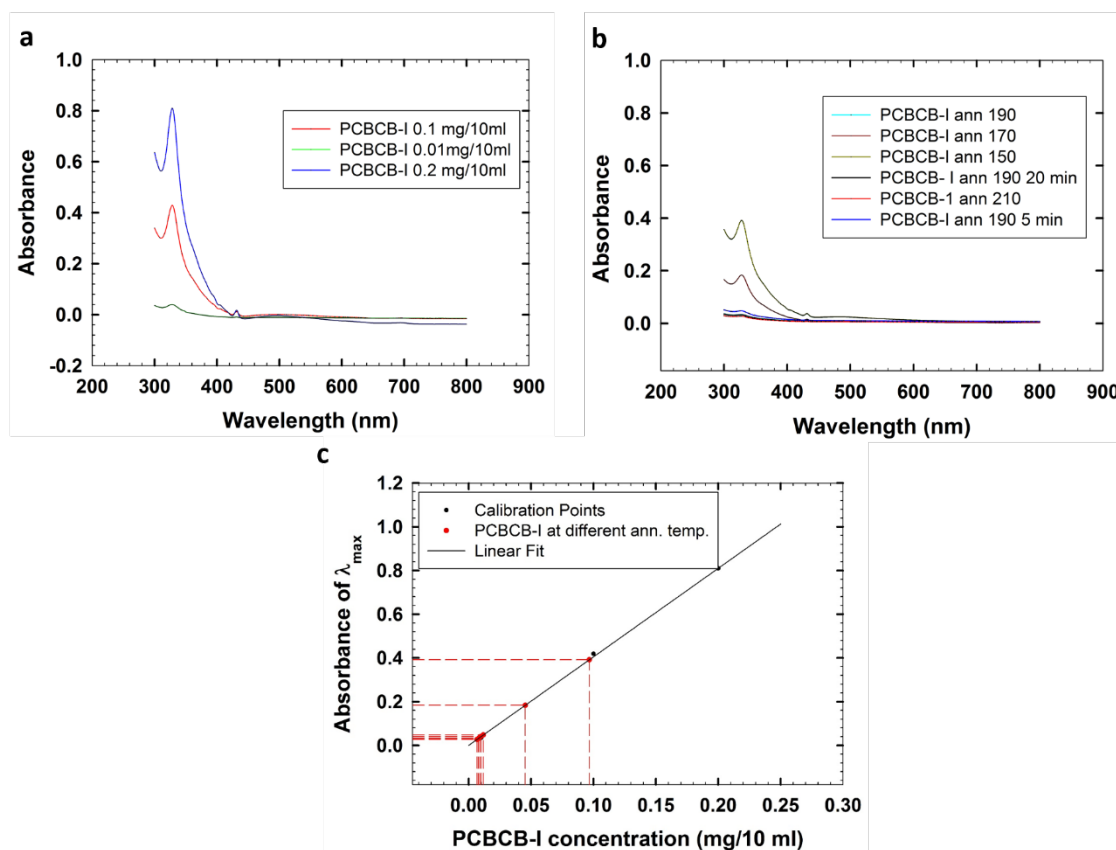 a
1.0
0.8
0.6
0.4
0.2
0.0
-0.2
200 300 400 500 600 700 800 900
Absorbance
Wavelength (nm)
PCBCB-I 0.1 mg/10ml
PCBCB-I 0.01mg/10ml
PCBCB-I 0.2 mg/10ml
b
1.0
0.8
0.6
0.4
0.2
0.0
200 300 400 500 600 700 800 900
Absorbance
Wavelength (nm)
PCBCB-I ann 190
PCBCB-I ann 170
PCBCB-I ann 150
PCBCB- I ann 190 20 min
PCBCB-1 ann 210
PCBCB-I ann 190 5 min
c
1.2
1.0
0.8
0.6
0.4
0.2
0.0
0.00 0.05 0.10 0.15 0.20 0.25 0.30
Absorbance of λmax
PCBCB-I concentration (mg/10 ml)
Calibration Points
PCBCB-I at different ann. temp.
Linear Fit